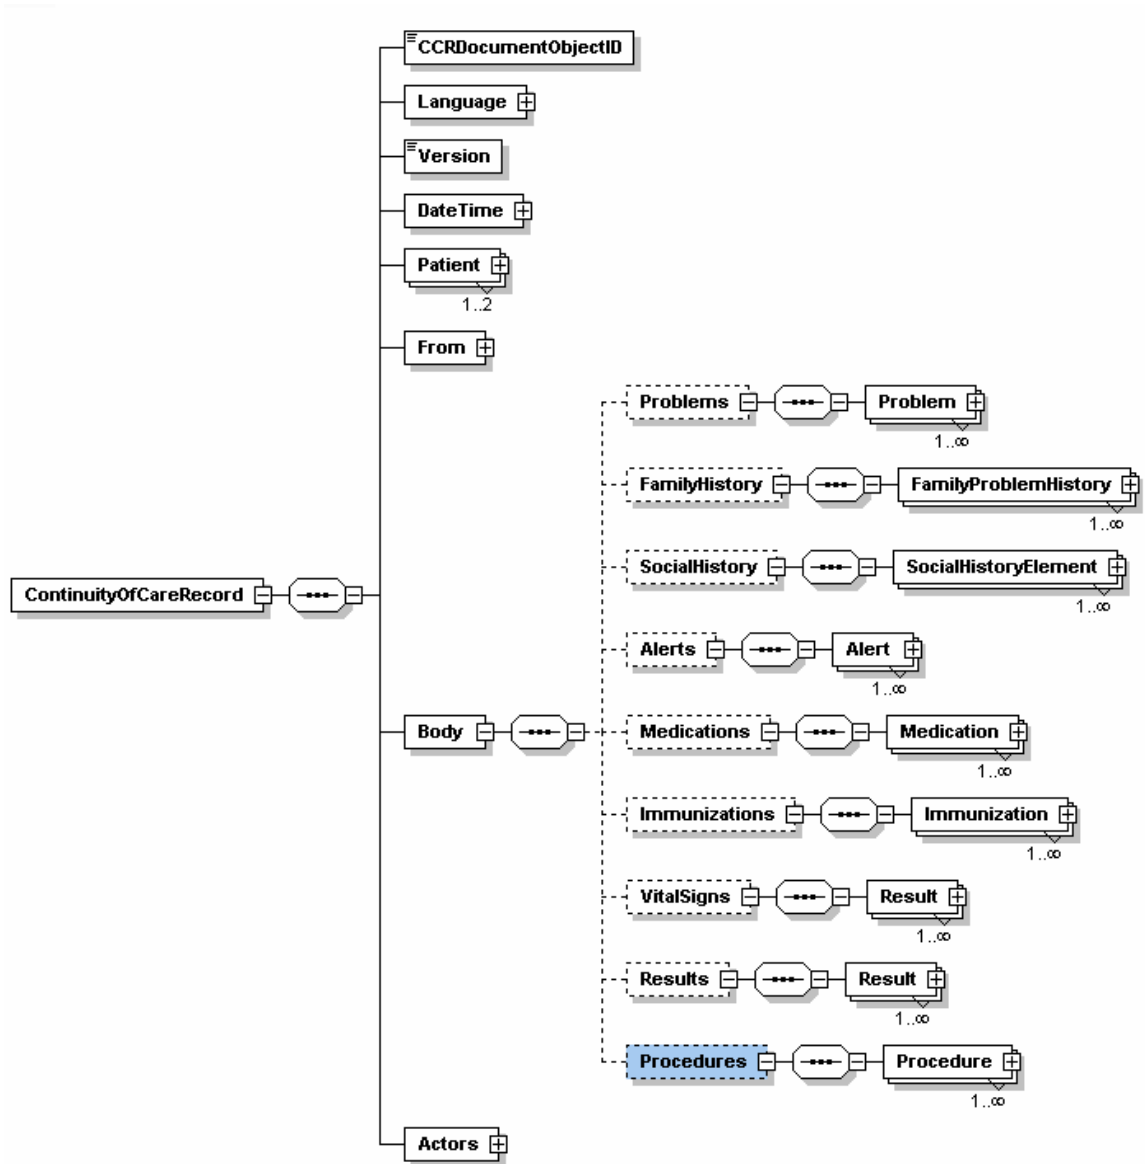 CCRDocumentObjectID
Language
Version
DateTime
Patient
1..2
From
Problems
Problem
1..∞
FamilyHistory
FamilyProblemHistory
1..∞
SocialHistory
SocialHistoryElement
1..∞
ContinuityOfCareRecord
Alerts
Alert
1..∞
Body
Medications
Medication
1..∞
Immunizations
Immunization
1..∞
VitalSigns
Result
1..∞
Results
Result
1..∞
Procedures
Procedure
1..∞
Actors